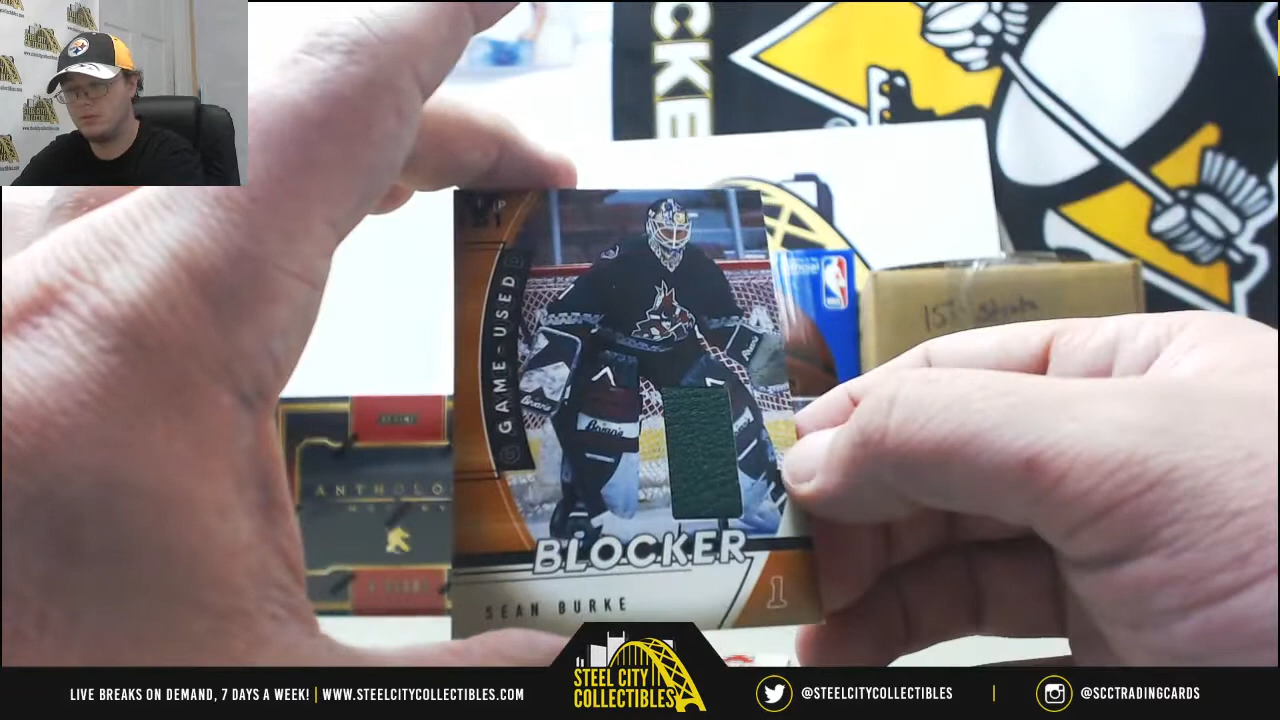 CKE
GAME-USED
ANTHOLO
1ST
BLOCKER
SEAN BURKE
1
STEEL CITY
COLLECTIBLES
LIVE BREAKS ON DEMAND, 7 DAYS A WEEK! | WWW.STEELCITYCOLLECTIBLES.COM
@STEELCITYCOLLECTIBLES
|
@SCCTRADINGCARDS